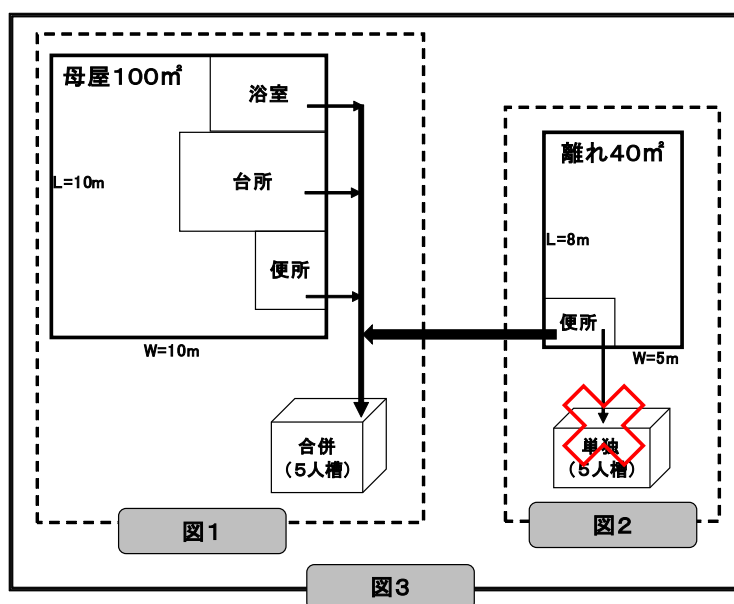 母屋100㎡
浴室
L=10m
台所
便所
W=10m
合併
(5人槽)
図1
離れ40㎡
L=8m
便所
W=5m
単独
(5人槽)
図2
図3